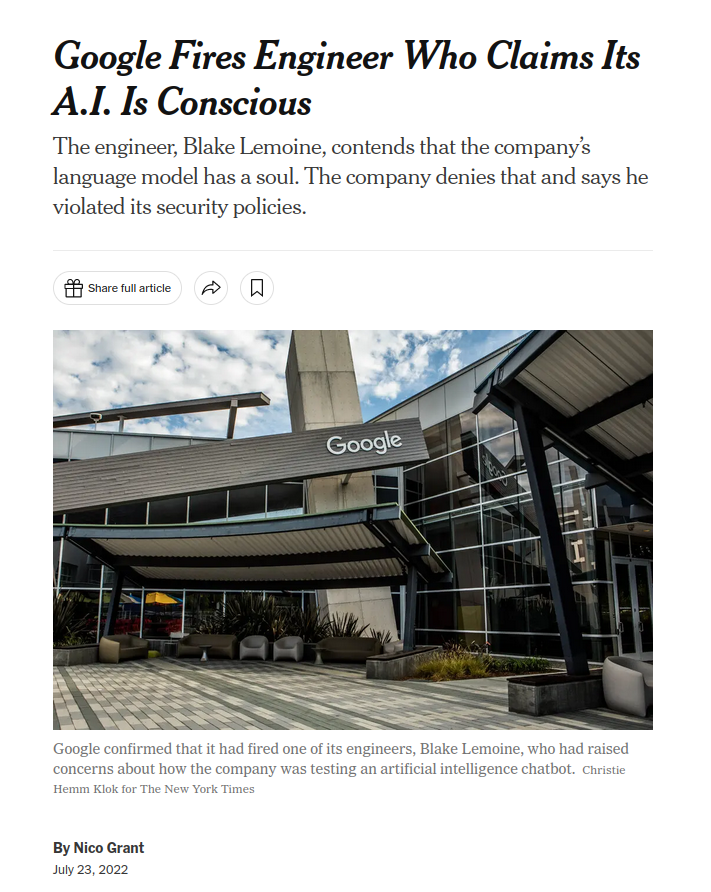 Google Fires Engineer Who Claims Its
A.I. Is Conscious
The engineer, Blake Lemoine, contends that the company’s
language model has a soul. The company denies that and says he
violated its security policies.
Share full article
Google
Google confirmed that it had fired one of its engineers, Blake Lemoine, who had raised
concerns about how the company was testing an artificial intelligence chatbot. Christie
Hemm Klok for The New York Times
By Nico Grant
July 23, 2022